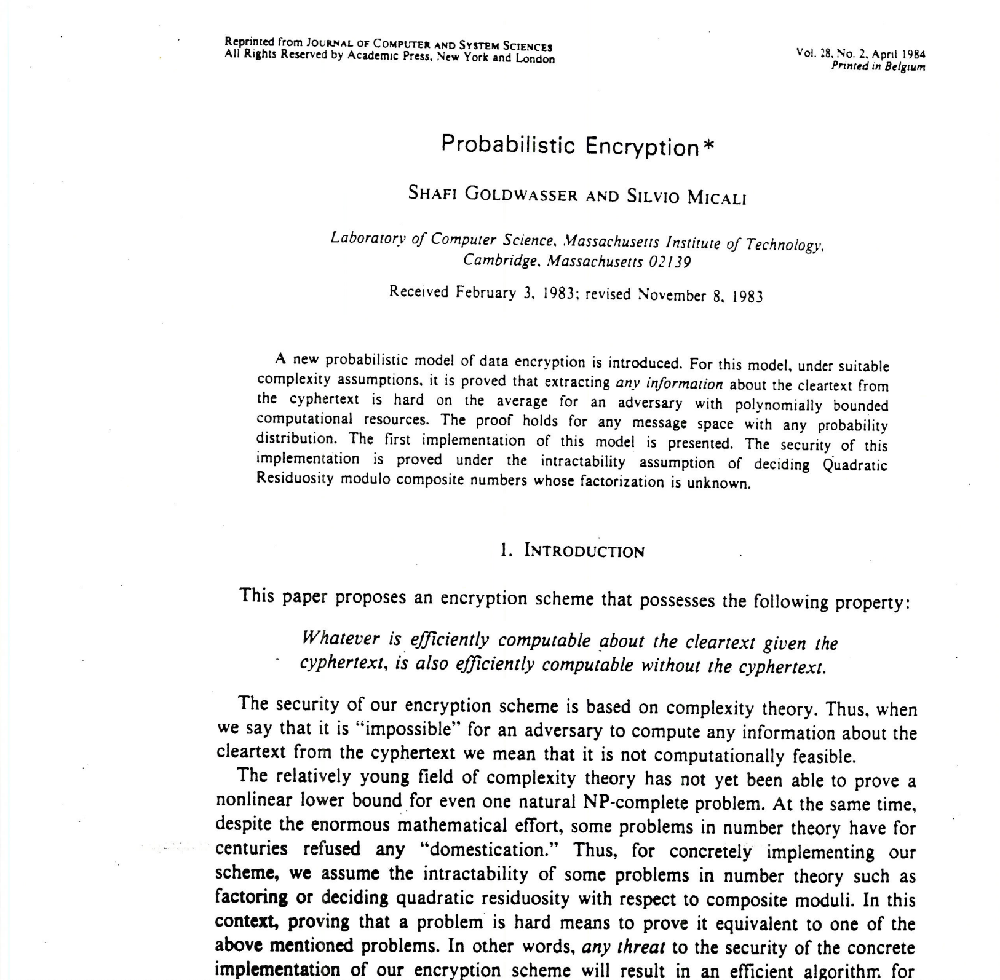 Reprinted from JOURNAL OF COMPUTER AND SYSTEM SCIENCES
All Rights Reserved by Academic Press, New York and London
Vol. 28, No. 2, April 1984
Printed in Belgium
Probabilistic Encryption*
SHAFI GOLDWASSER AND SILVIO MICALI
Laboratory of Computer Science, Massachusetts Institute of Technology,
Cambridge, Massachusetts 02139
Received February 3, 1983; revised November 8, 1983
A new probabilistic model of data encryption is introduced. For this model, under suitable
complexity assumptions, it is proved that extracting any information about the cleartext from
the cyphertext is hard on the average for an adversary with polynomially bounded
computational resources. The proof holds for any message space with any probability
distribution. The first implementation of this model is presented. The security of this
implementation is proved under the intractability assumption of deciding Quadratic
Residuosity modulo composite numbers whose factorization is unknown.
1. INTRODUCTION
This paper proposes an encryption scheme that possesses the following property:
Whatever is efficiently computable about the cleartext given the
cyphertext, is also efficiently computable without the cyphertext.
The security of our encryption scheme is based on complexity theory. Thus, when
we say that it is “impossible” for an adversary to compute any information about the
cleartext from the cyphertext we mean that it is not computationally feasible.
The relatively young field of complexity theory has not yet been able to prove a
nonlinear lower bound for even one natural NP-complete problem. At the same time,
despite the enormous mathematical effort, some problems in number theory have for
centuries refused any “domestication.” Thus, for concretely implementing our
scheme, we assume the intractability of some problems in number theory such as
factoring or deciding quadratic residuosity with respect to composite moduli. In this
context, proving that a problem is hard means to prove it equivalent to one of the
above mentioned problems. In other words, any threat to the security of the concrete
implementation of our encryption scheme will result in an efficient algorithm for